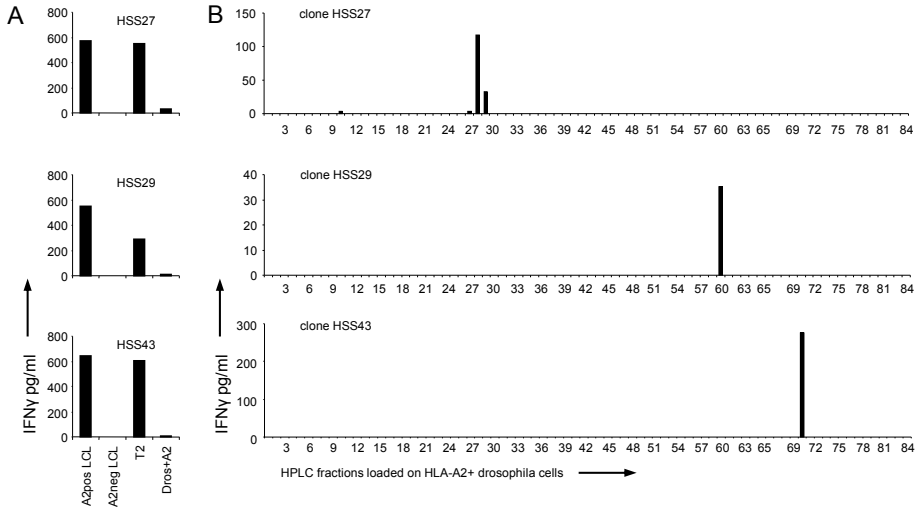 A
B
HSS27
800
600
400
200
0
clone HSS27
150
100
50
0
3 6 9 12 15 18 21 24 27 30 33 36 39 42 45 48 51 54 57 60 63 65 69 72 75 78 81 84
HSS29
800
600
400
200
0
clone HSS29
40
30
20
10
0
3 6 9 12 15 18 21 24 27 30 33 36 39 42 45 48 51 54 57 60 63 65 69 72 75 78 81 84
HSS43
800
600
400
200
0
IFNγ pg/ml
A2pos LCL
A2neg LCL
T2
Dros+A2
clone HSS43
300
200
100
0
IFNγ pg/ml
3 6 9 12 15 18 21 24 27 30 33 36 39 42 45 48 51 54 57 60 63 65 69 72 75 78 81 84
HPLC fractions loaded on HLA-A2+ drosophila cells